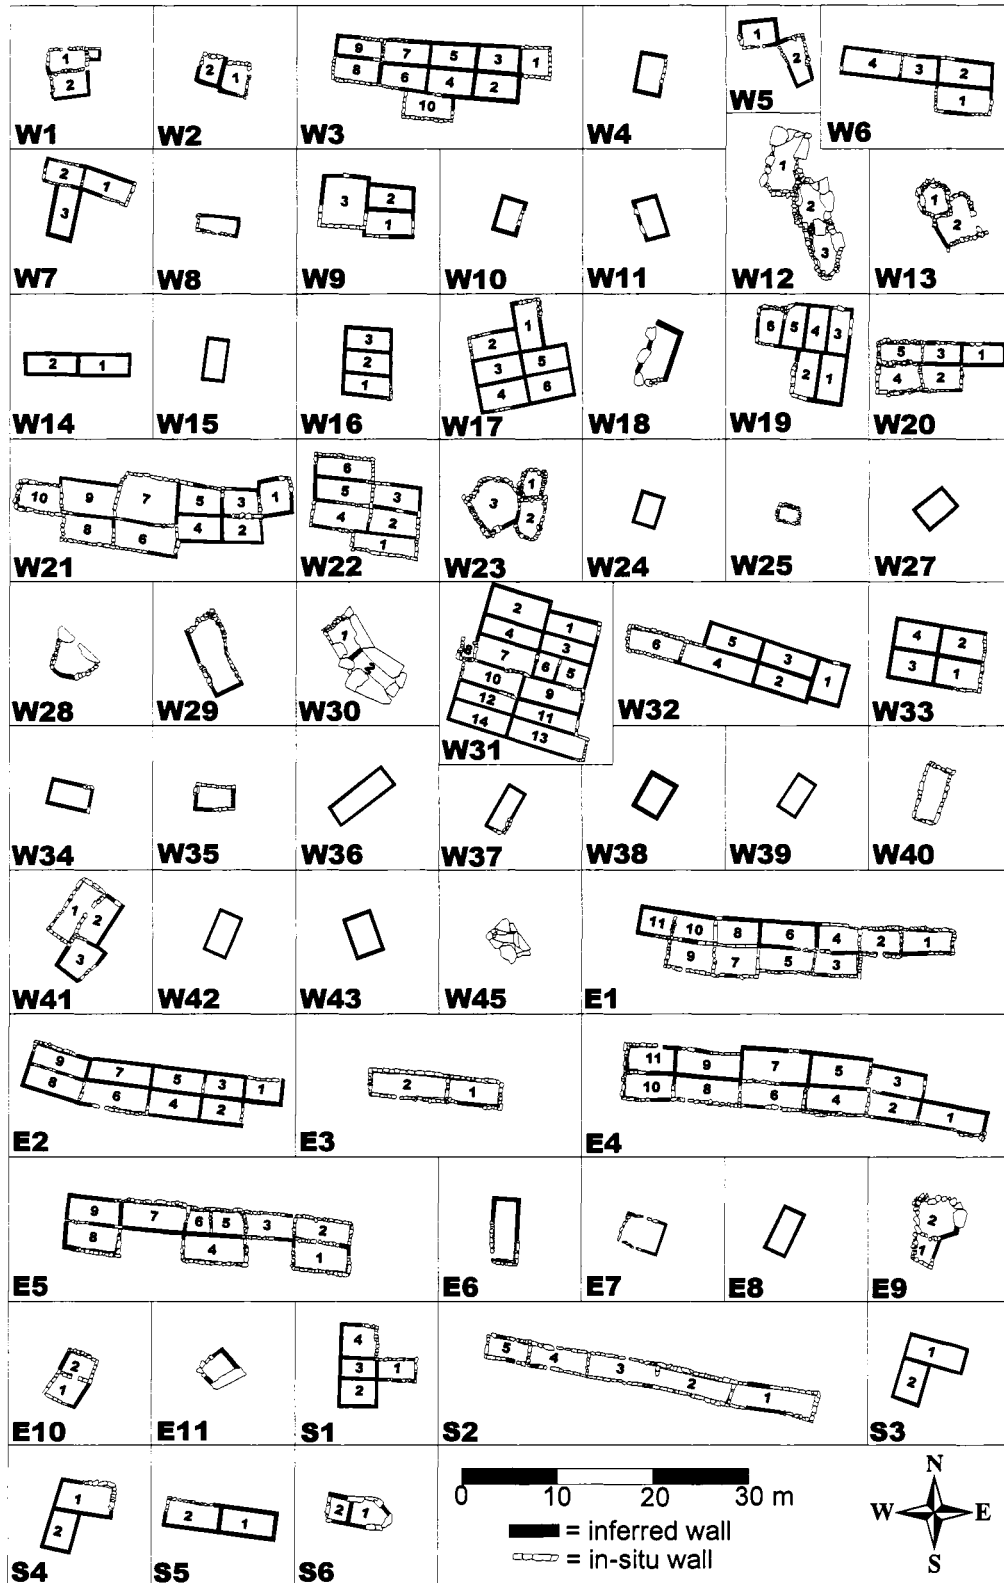 1
2
W1
2 1
W2
9 7 5 3 1
8 6 4 2
10
W3
W4
1
2
W5
4 3 2
1
W6
2 1
3
W7
W8
3 2
1
W9
W10
W11
1
2
3
W12
1
2
W13
2 1
W14
W15
3
2
1
W16
1
2
3 5
4 6
W17
W18
6 5 4 3
2 1
W19
5 3 1
4 2
W20
10 9 7 5 3 1
8 6 4 2
W21
6
5 3
4 2
1
W22
1
3 2
W23
W24
W25
W27
W28
W29
1
2
W30
2 1
4 3
8 7 6 5
10 9
12 11
14 13
W31
6 5 3 1
4 2
W32
4 2
3 1
W33
W34
W35
W36
W37
W38
W39
W40
1 2
3
W41
W42
W43
W45
11 10 8 6 4 2 1
9 7 5 3
E1
9 7 5 3 1
8 6 4 2
E2
2 1
E3
11 9 7 5 3
10 8 6 4 2 1
E4
9 7 6 5 3 2
8 4 1
E5
E6
E7
E8
2
1
E9
2
1
E10
E11
4
3 1
2
S1
5 4 3 2 1
S2
1
2
S3
1
2
S4
2 1
S5
2 1
S6
0 10 20 30 m
= inferred wall
= in-situ wall
N
W E
S